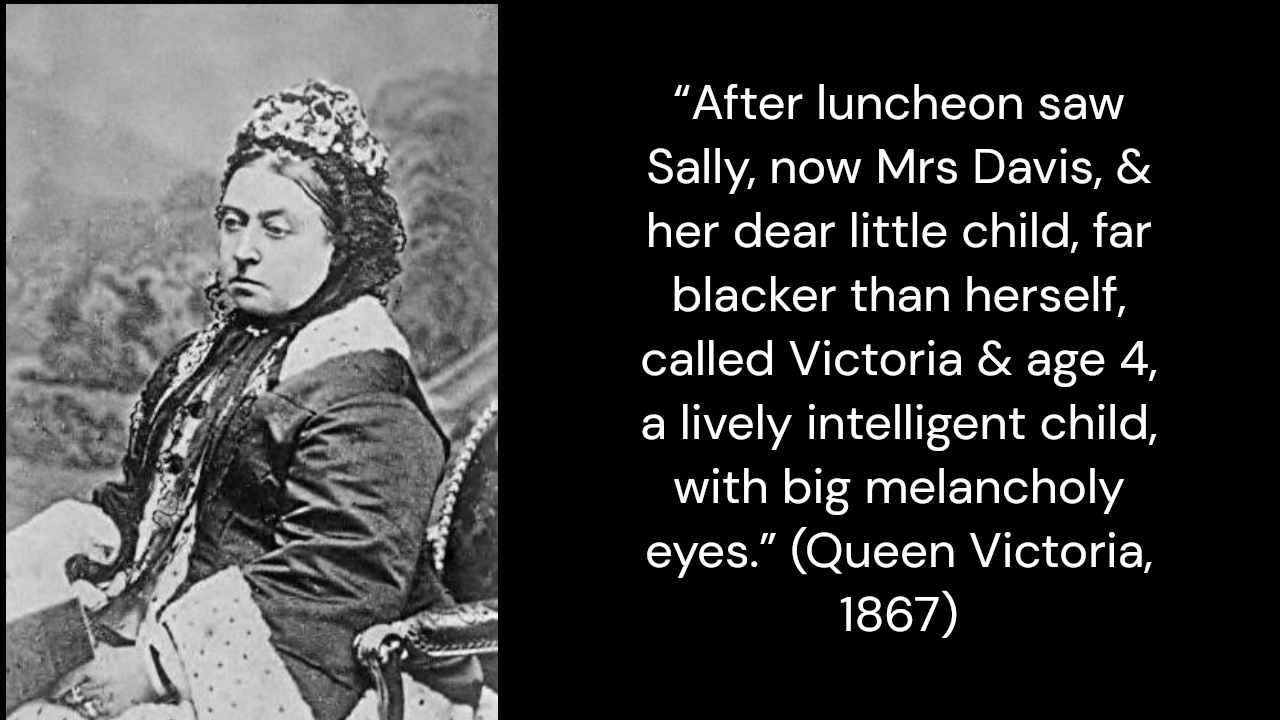 “After luncheon saw
Sally, now Mrs Davis, &
her dear little child, far
blacker than herself,
called Victoria & age 4,
a lively intelligent child,
with big melancholy
eyes.” (Queen Victoria,
1867)